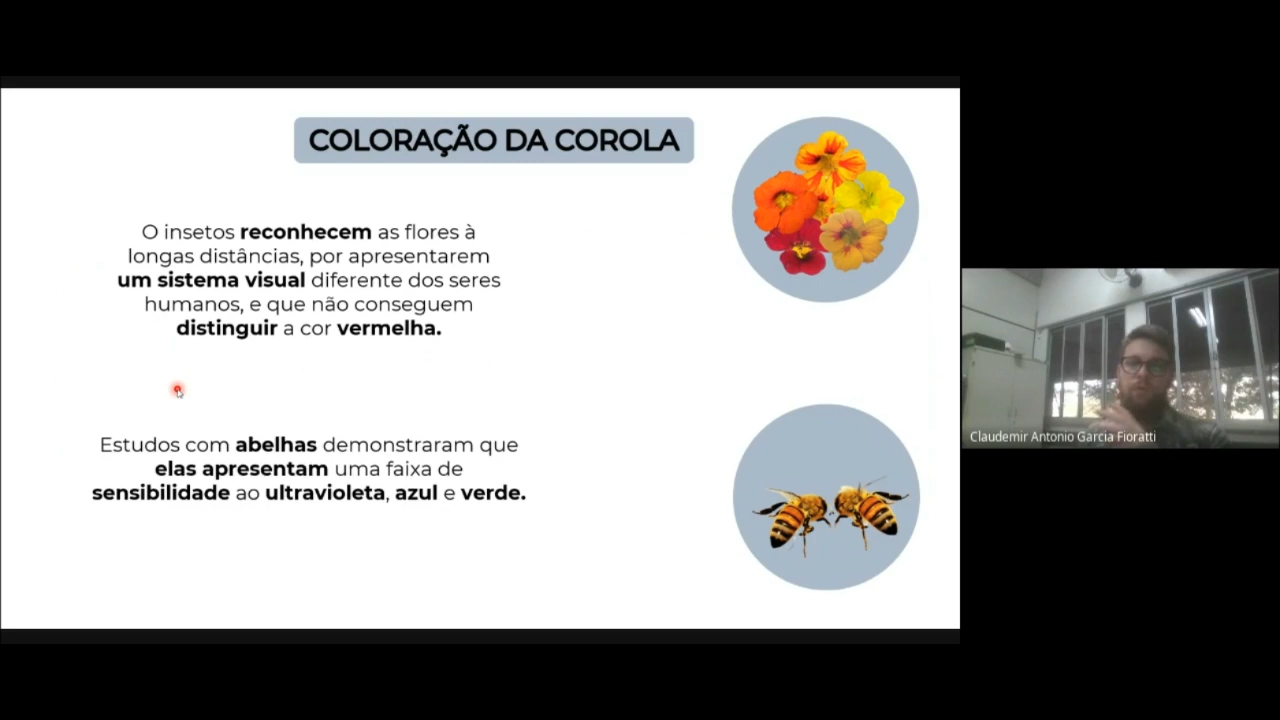 COLORAÇÃO DA COROLA
O insetos reconhecem as flores à
longas distâncias, por apresentarem
um sistema visual diferente dos seres
humanos, e que não conseguem
distinguir a cor vermelha.
Estudos com abelhas demonstraram que
elas apresentam uma faixa de
sensibilidade ao ultravioleta, azul e verde.
Claudemir Antonio Garcia Fioratti